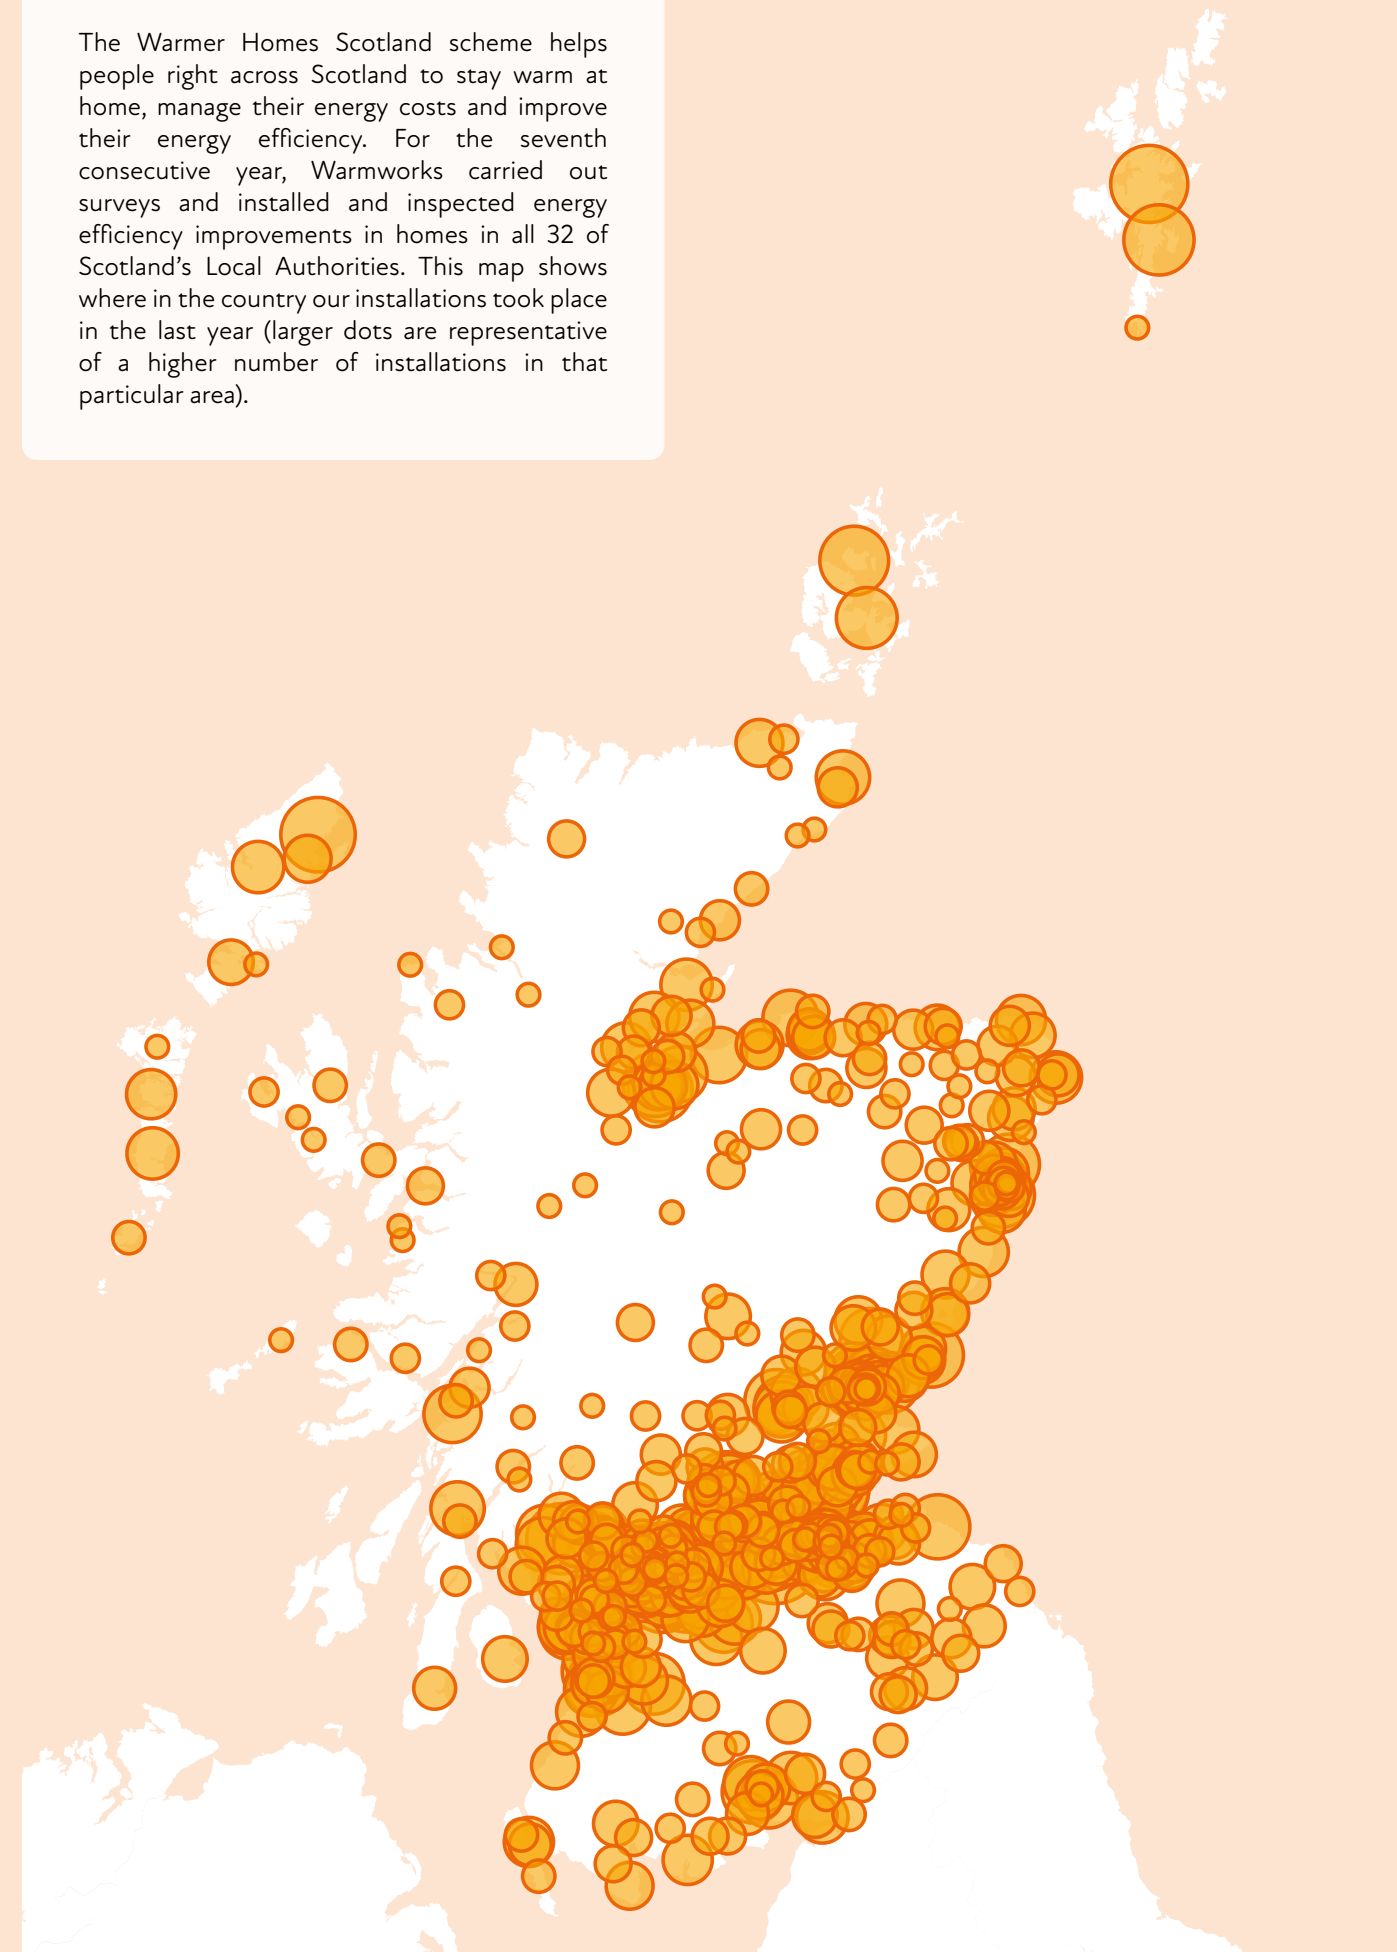 The Warmer Homes Scotland scheme helps
people right across Scotland to stay warm at
home, manage their energy costs and improve
their energy efficiency. For the seventh
consecutive year, Warmworks carried out
surveys and installed and inspected energy
efficiency improvements in homes in all 32 of
Scotland’s Local Authorities. This map shows
where in the country our installations took place
in the last year (larger dots are representative
of a higher number of installations in that
particular area).